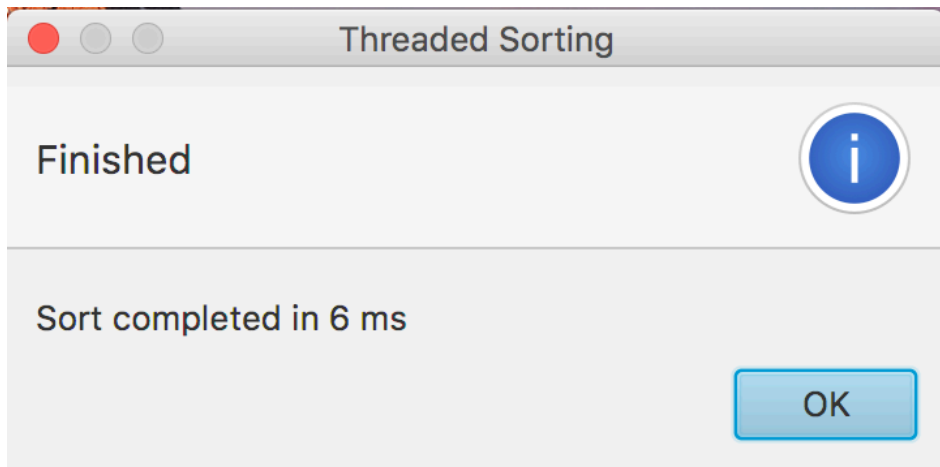 Threaded Sorting
Finished
i
Sort completed in 6 ms
OK